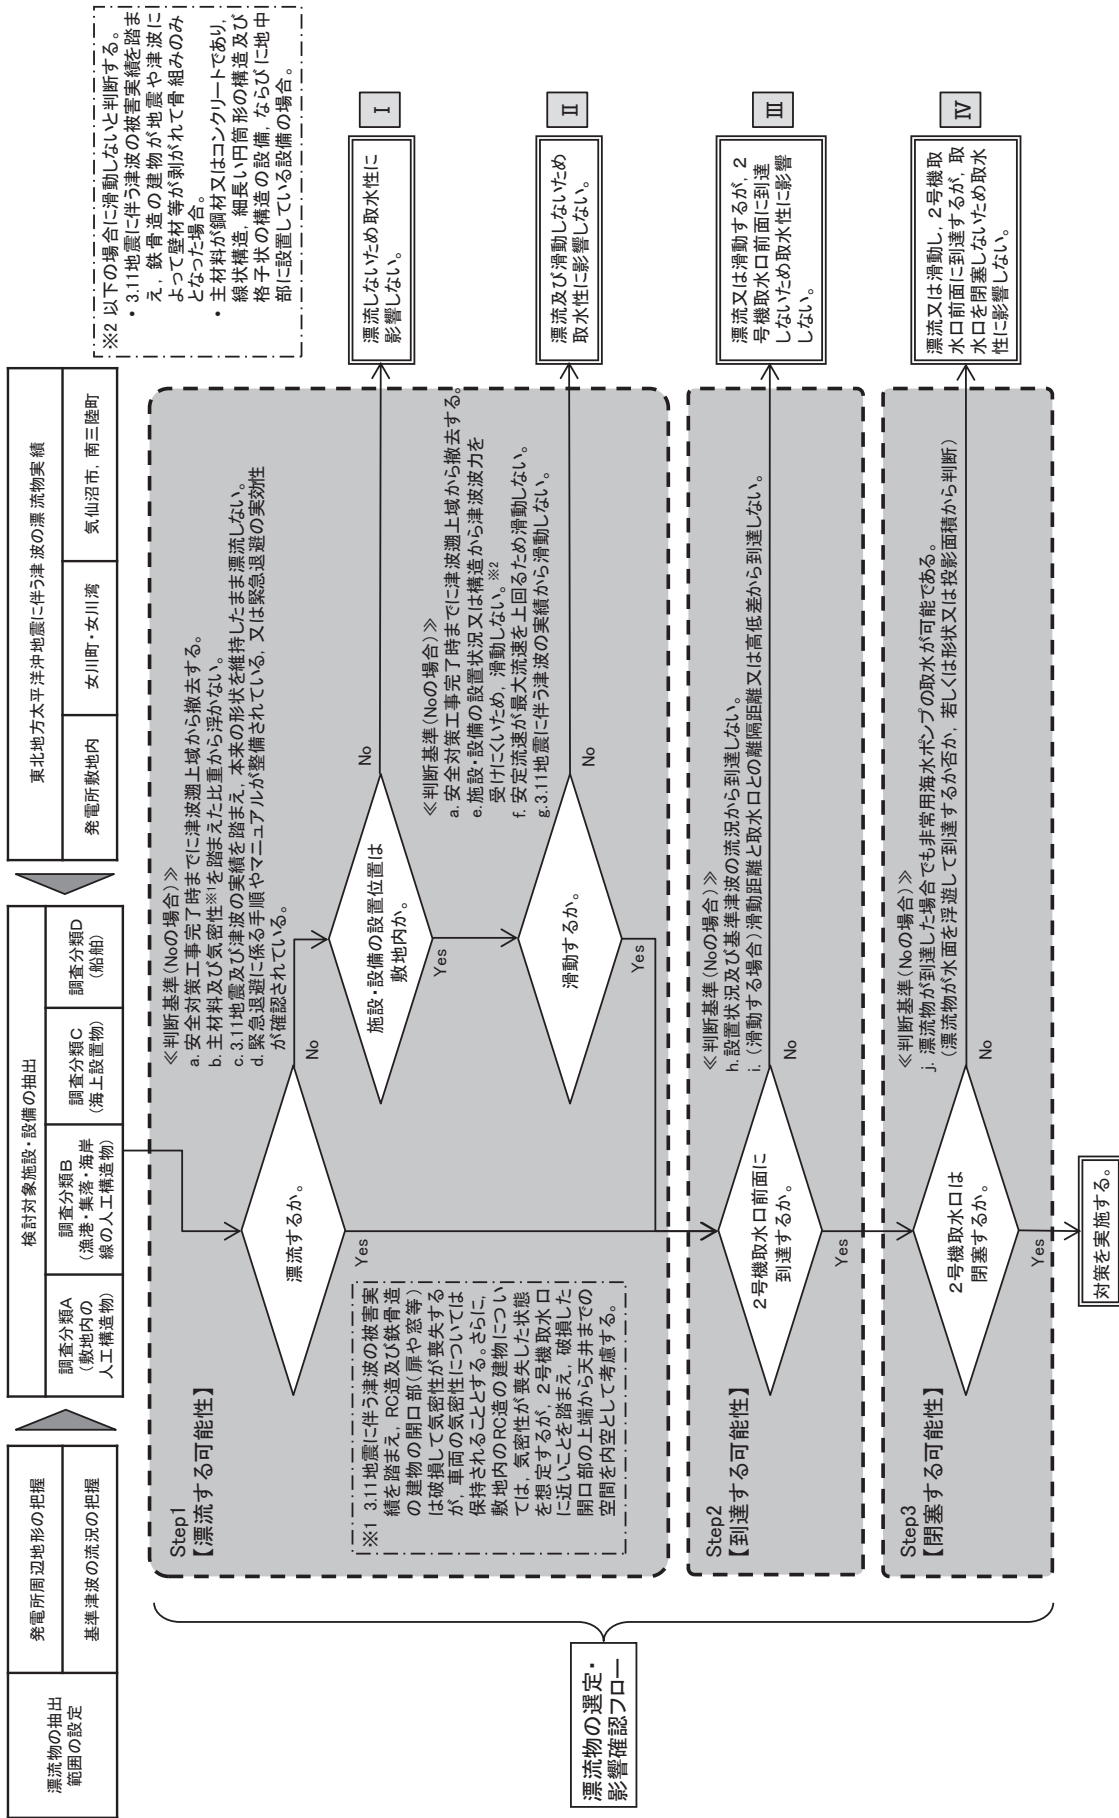 漂流物の抽出
範囲の設定
発電所周辺地形の把握
基準津波の流況の把握
検討対象施設・設備の抽出
調査分類A
(敷地内の
人工構造物)
調査分類B
(漁港・集落・海岸
線の人工構造物)
調査分類C
(海上設置物)
調査分類D
(船舶)
東北地方太平洋沖地震に伴う津波の漂流物実績
発電所敷地内
女川町・女川湾
気仙沼市，南三陸町
漂流物の選定・
影響確認フロー
Step1
【漂流する可能性】
漂流するか。
Yes
No
≪判断基準(Noの場合)≫
a. 安全対策工事完了時までに津波遡上域から撤去する。
b. 主材料及び気密性※1を踏まえた比重から浮かない。
c. 3.11地震及び津波の実績を踏まえ，本来の形状を維持したまま漂流しない。
d. 緊急退避に係る手順やマニュアルが整備されている，又は緊急退避の実効性
が確認されている。
※1 3.11地震に伴う津波の被害実
績を踏まえ，RC造及び鉄骨造
の建物の開口部（扉や窓等）
は破損して気密性が喪失する
が，車両の気密性については
保持されることとする。さらに，
敷地内のRC造の建物につい
ては，気密性が喪失した状態
を想定するが，2号機取水口
に近いことを踏まえ，破損した
開口部の上端から天井までの
空間を内空として考慮する。
施設・設備の設置位置は
敷地内か。
Yes
No
≪判断基準(Noの場合)≫
a. 安全対策工事完了時までに津波遡上域から撤去する。
e. 施設・設備の設置状況又は構造から津波波力を
受けにくいため，滑動しない。※2
f. 安定流速が最大流速を上回るため滑動しない。
g. 3.11地震に伴う津波の実績から滑動しない。
滑動するか。
Yes
No
※2 以下の場合に滑動しないと判断する。
・ 3.11地震に伴う津波の被害実績を踏ま
え，鉄骨造の建物が地震や津波に
よって壁材等が剥がれて骨組みのみ
となった場合。
・ 主材料が鋼材又はコンクリートであり，
線状構造，細長い円筒形の構造及び
格子状の構造の設備，ならびに地中
部に設置している設備の場合。
漂流しないため取水性に
影響しない。
Ⅰ
漂流及び滑動しないため
取水性に影響しない。
Ⅱ
Step2
【到達する可能性】
2号機取水口前面に
到達するか。
Yes
No
≪判断基準(Noの場合)≫
h. 設置状況及び基準津波の流況から到達しない。
i. （滑動する場合）滑動距離と取水口との離隔距離又は高低差から到達しない。
漂流又は滑動するが，2
号機取水口前面に到達
しないため取水性に影響
しない。
Ⅲ
Step3
【閉塞する可能性】
2号機取水口は
閉塞するか。
Yes
No
≪判断基準(Noの場合)≫
j. 漂流物が到達した場合でも非常用海水ポンプの取水が可能である。
（漂流物が水面を浮遊して到達するか否か，若しくは形状又は投影面積から判断）
漂流又は滑動し，2号機取
水口前面に到達するが，取
水口を閉塞しないため取水
性に影響しない。
Ⅳ
対策を実施する。